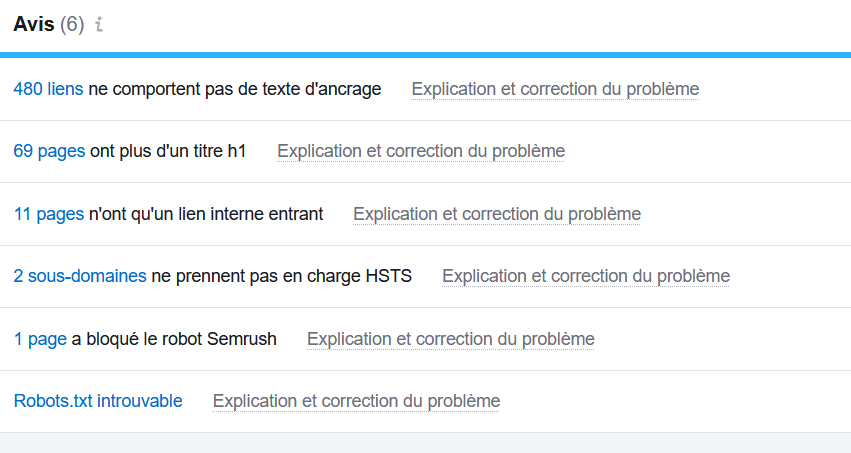 Avis (6) i
480 liens ne comportent pas de texte d'ancrage Explication et correction du problème
69 pages ont plus d'un titre h1 Explication et correction du problème
11 pages n'ont qu'un lien interne entrant Explication et correction du problème
2 sous-domaines ne prennent pas en charge HSTS Explication et correction du problème
1 page a bloqué le robot Semrush Explication et correction du problème
Robots.txt introuvable Explication et correction du problème